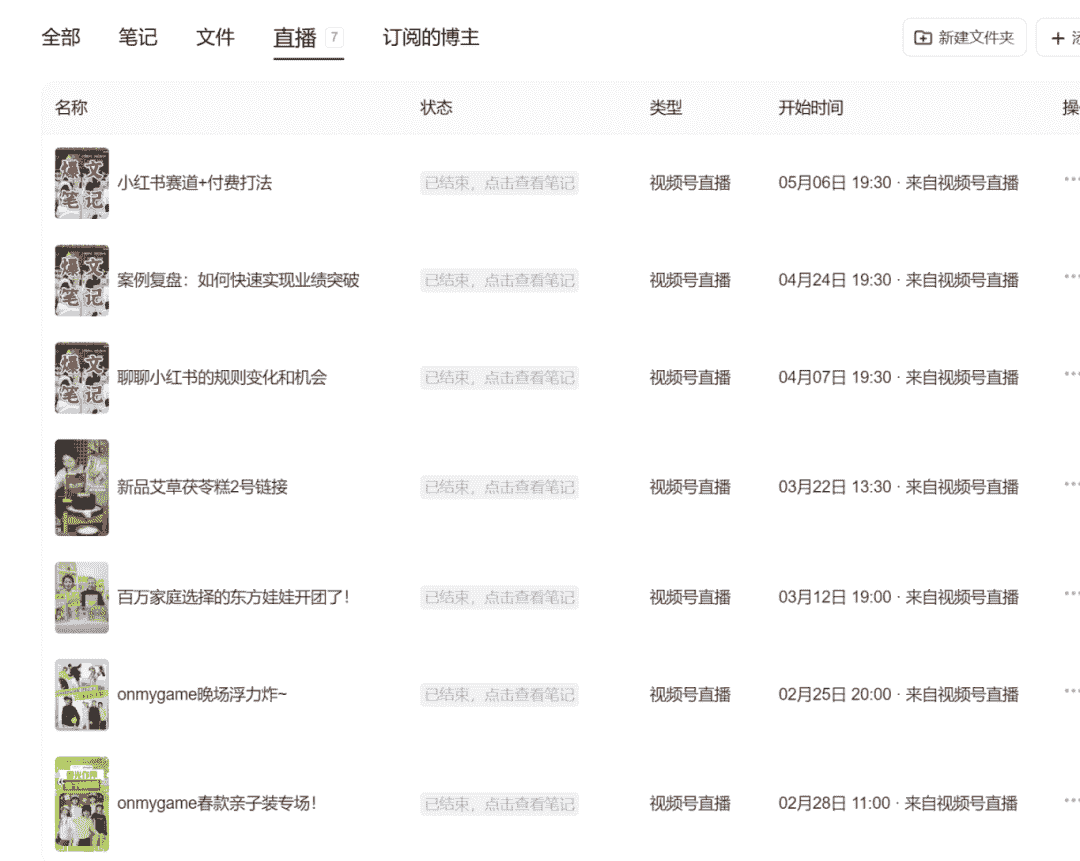 全部 笔记 文件 直播 7 订阅的博主 新建文件夹 +
名称 状态 类型 开始时间
爆文笔记 小红书赛道+付费打法 已结束，点击查看笔记 视频号直播 05月06日 19:30 · 来自视频号直播
爆文笔记 案例复盘：如何快速实现业绩突破 已结束，点击查看笔记 视频号直播 04月24日 19:30 · 来自视频号直播
爆文笔记 聊聊小红书的规则变化和机会 已结束，点击查看笔记 视频号直播 04月07日 19:30 · 来自视频号直播
新品艾草茯苓糕2号链接 已结束，点击查看笔记 视频号直播 03月22日 13:30 · 来自视频号直播
百万家庭选择的东方娃娃开团了！ 已结束，点击查看笔记 视频号直播 03月12日 19:00 · 来自视频号直播
onmygame晚场浮力炸~ 已结束，点击查看笔记 视频号直播 02月25日 20:00 · 来自视频号直播
onmygame春款亲子装专场！ 已结束，点击查看笔记 视频号直播 02月28日 11:00 · 来自视频号直播